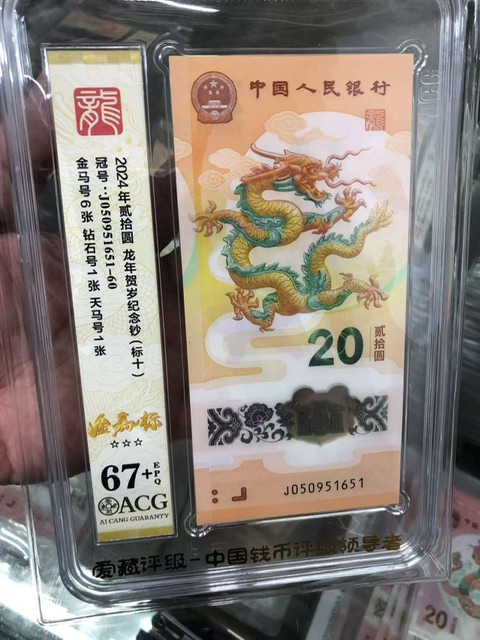 龍
2024年贰拾圆 龙年贺岁纪念钞(标十)
冠号:J050951651-60
金马号6张 钻石号1张 天马号1张
☆☆☆
67+EPQ
ACG
AI CANG GUARANTY
中国人民银行
20
贰拾圆
J050951651
爱藏评级-中国钱币评级领导者
20